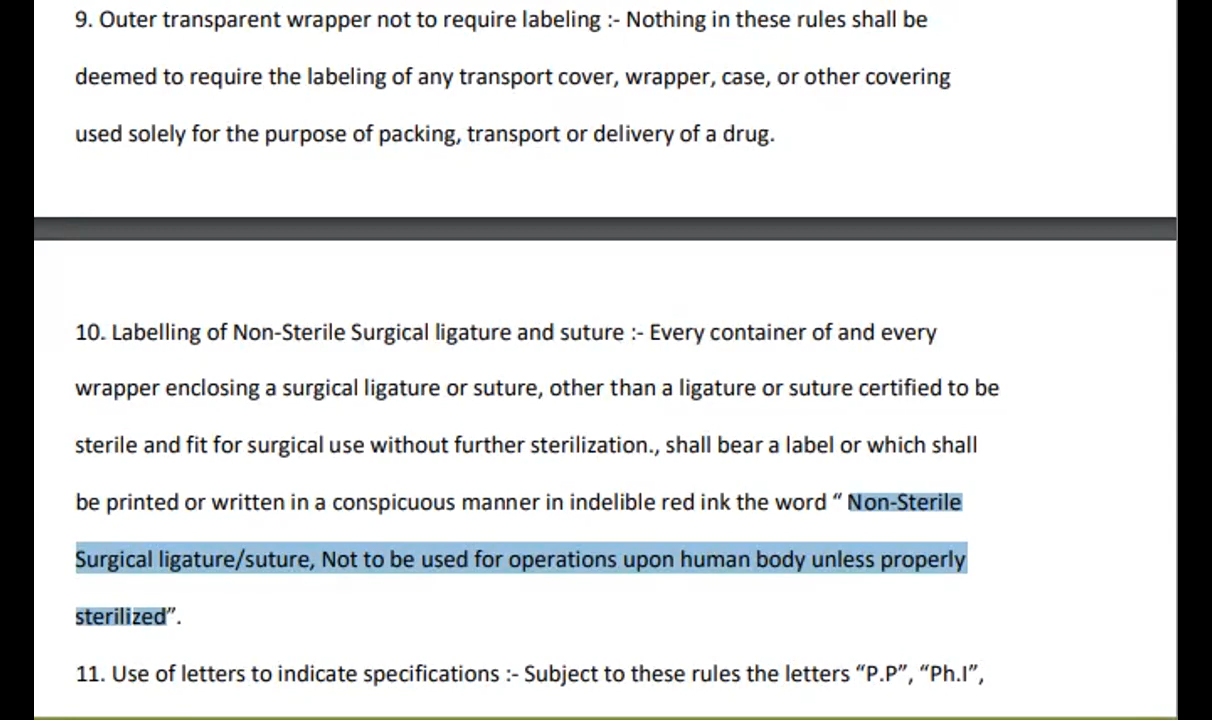 9. Outer transparent wrapper not to require labeling :- Nothing in these rules shall be
deemed to require the labeling of any transport cover, wrapper, case, or other covering
used solely for the purpose of packing, transport or delivery of a drug.
10. Labelling of Non-Sterile Surgical ligature and suture :- Every container of and every
wrapper enclosing a surgical ligature or suture, other than a ligature or suture certified to be
sterile and fit for surgical use without further sterilization., shall bear a label or which shall
be printed or written in a conspicuous manner in indelible red ink the word “ Non-Sterile
Surgical ligature/suture, Not to be used for operations upon human body unless properly
sterilized”.
11. Use of letters to indicate specifications :- Subject to these rules the letters “P.P”, “Ph.I”,